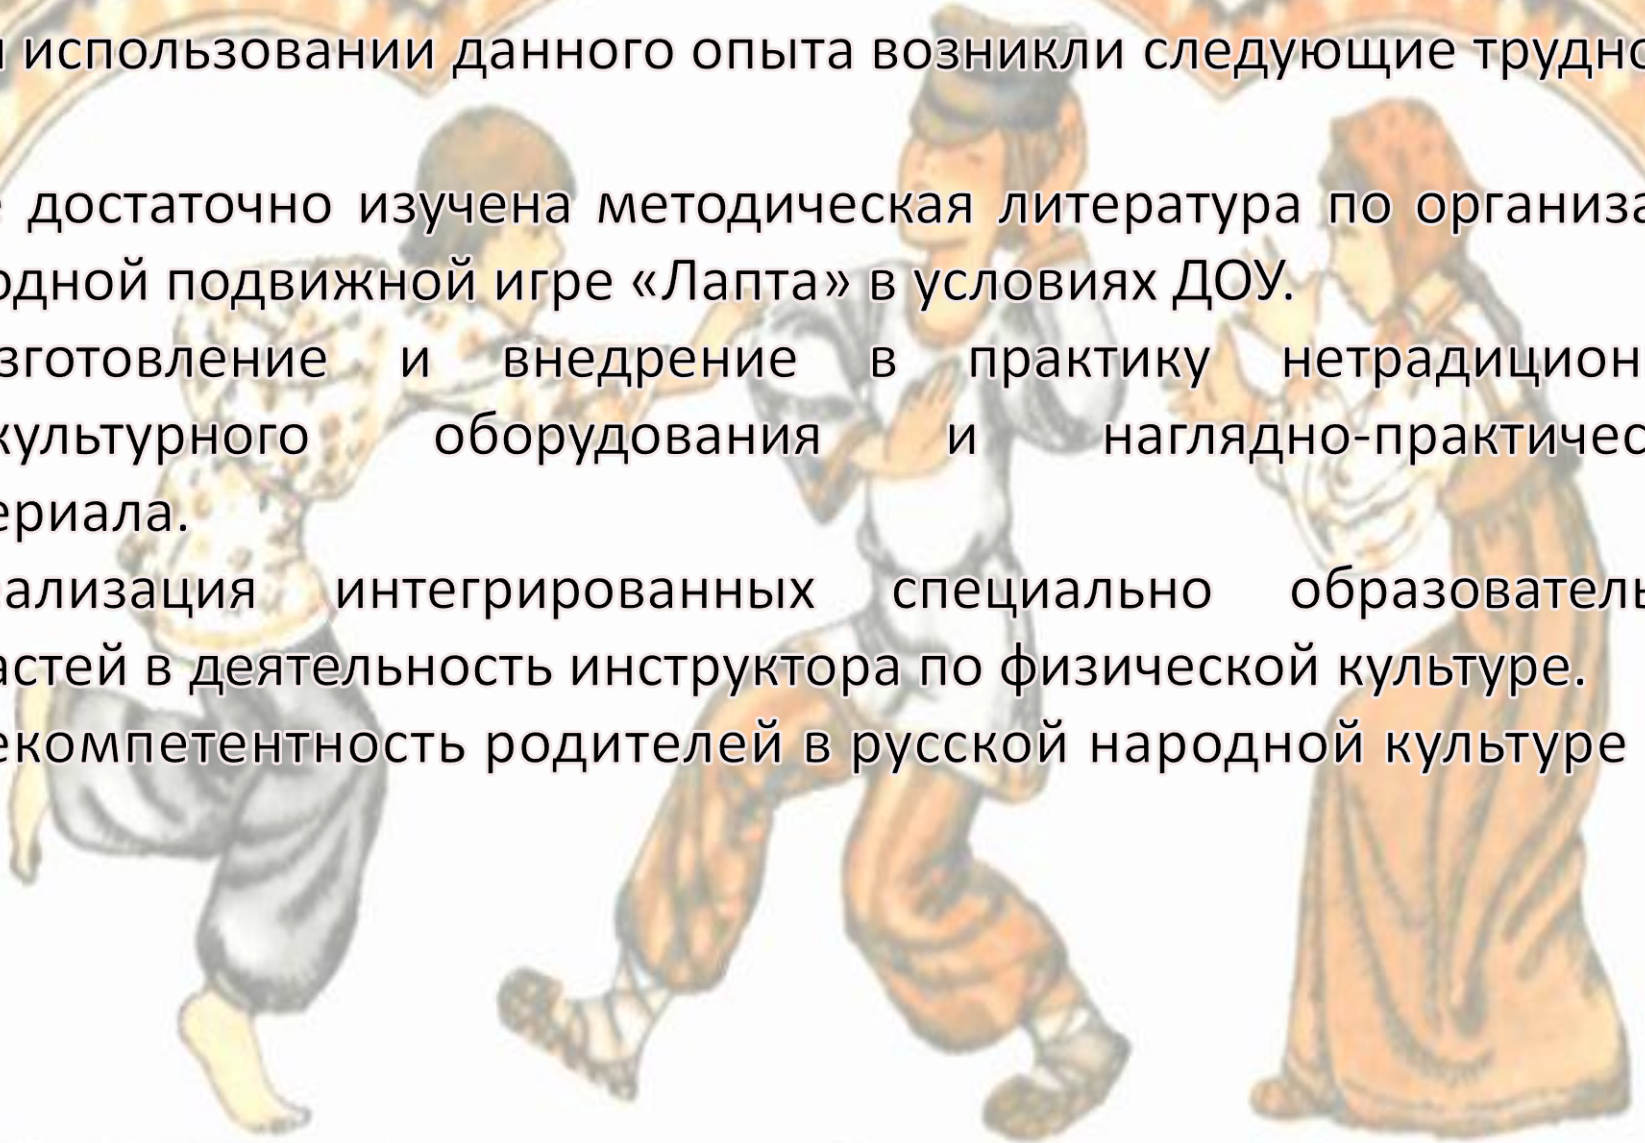 использовании данного опыта возникли следующие трудно
достаточно изучена методическая литература по организа
одной подвижной игре «Лапта» в условиях ДОУ.
зготовление и внедрение в практику нетрадицион
культурного оборудования и наглядно-практичес
ериала.
ализация интегрированных специально образователь
астей в деятельность инструктора по физической культуре.
екомпетентность родителей в русской народной культуре